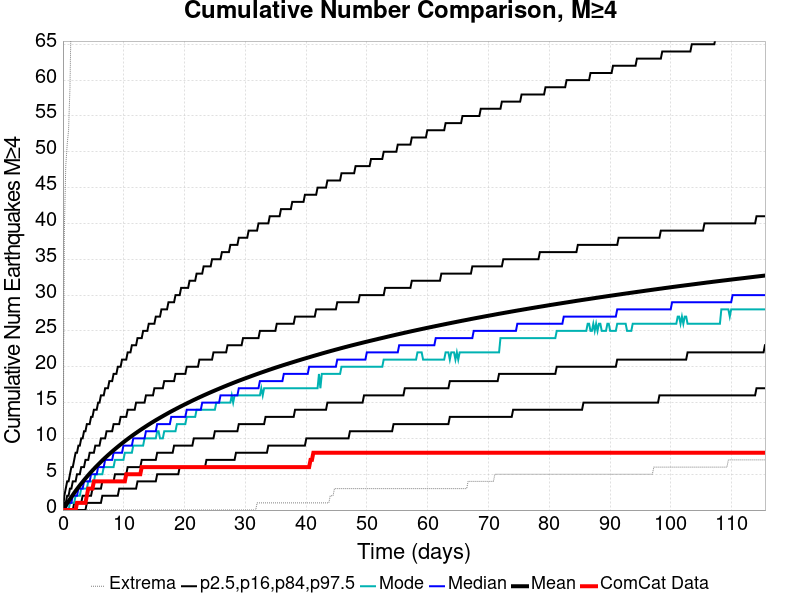 Cumulative Number Comparison, M≥4
Cumulative Num Earthquakes M≥4
65
60
55
50
45
40
35
30
25
20
15
10
5
0
0 10 20 30 40 50 60 70 80 90 100 110
Time (days)
Extrema p2.5,p16,p84,p97.5 Mode Median Mean ComCat Data